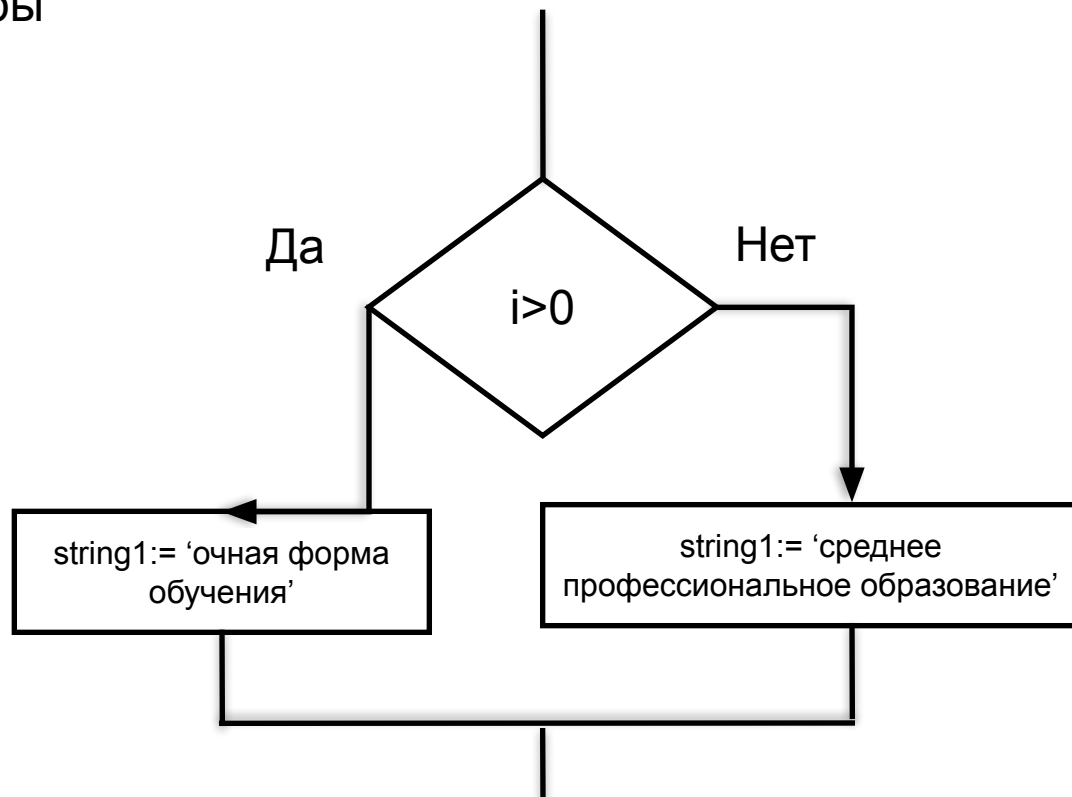 Да
Нет
i>0
string1:= ‘очная форма
обучения’
string1:= ‘среднее
профессиональное образование’